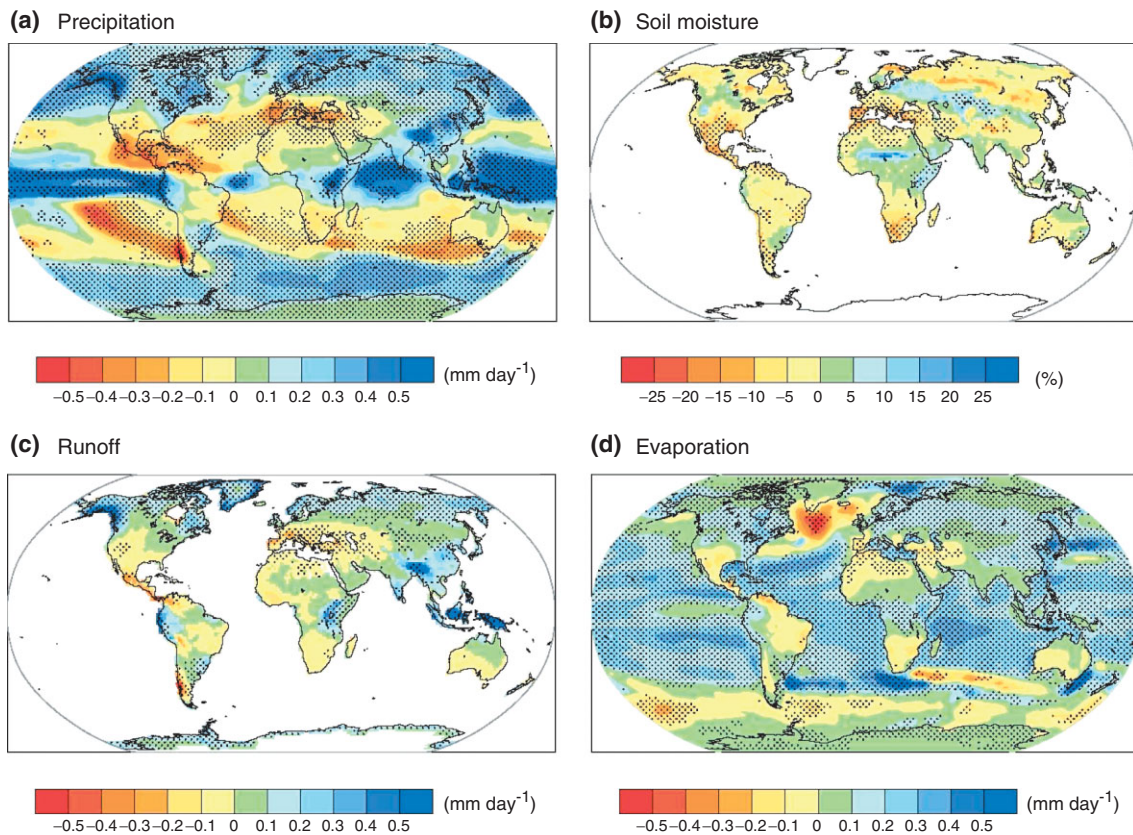 (a) Precipitation
(b) Soil moisture
(mm day⁻¹)
−0.5 −0.4 −0.3 −0.2 −0.1 0 0.1 0.2 0.3 0.4 0.5
(%)
−25 −20 −15 −10 −5 0 5 10 15 20 25
(c) Runoff
(d) Evaporation
(mm day⁻¹)
−0.5 −0.4 −0.3 −0.2 −0.1 0 0.1 0.2 0.3 0.4 0.5
(mm day⁻¹)
−0.5 −0.4 −0.3 −0.2 −0.1 0 0.1 0.2 0.3 0.4 0.5